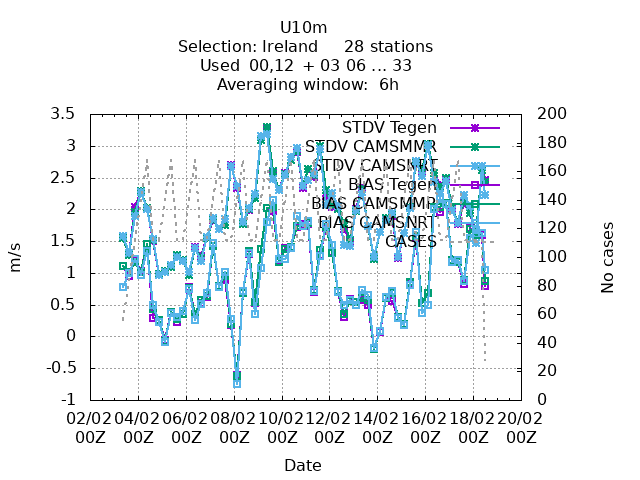 U10m
Selection: Ireland 28 stations
Used 00,12 + 03 06 ... 33
Averaging window: 6h
3.5
3
2.5
2
1.5
1
0.5
0
-0.5
-1
m/s
STDV Tegen
STDV CAMSMMR
STDV CAMSNRT
BIAS Tegen
BIAS CAMSMMR
BIAS CAMSNRT
CASES
200
180
160
140
120
100
80
60
40
20
0
No cases
02/02 04/02 06/02 08/02 10/02 12/02 14/02 16/02 18/02 20/02
00Z 00Z 00Z 00Z 00Z 00Z 00Z 00Z 00Z 00Z
Date